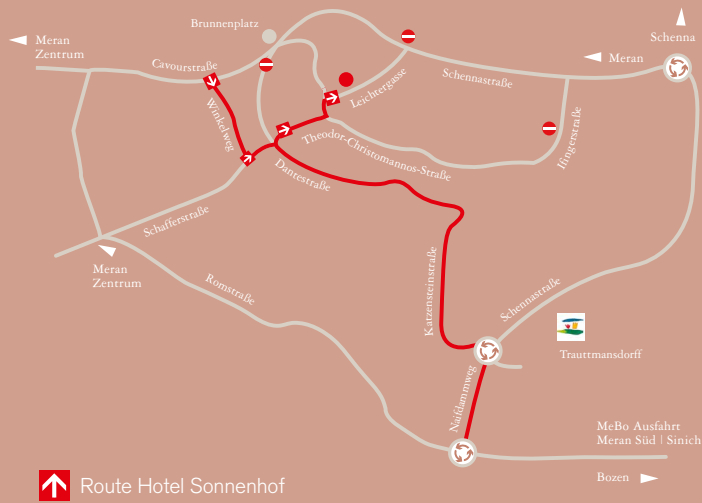 Brunnenplatz
Schenna
Meran
Zentrum
Cavourstraße
Meran
Schennastraße
Leichtergasse
Winkelweg
Theodor-Christomannos-Straße
Ifingerstraße
Dantestraße
Schafferstraße
Meran
Zentrum
Romstraße
Katzensteinstraße
Schennastraße
Trauttmansdorff
Naifdammweg
MeBo Ausfahrt
Meran Süd | Sinich
Bozen
Route Hotel Sonnenhof